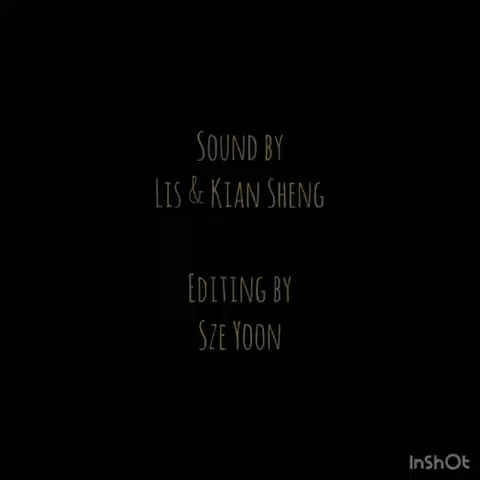 Sound by
Lis & Kian Sheng
Editing by
Sze Yoon
InShOt